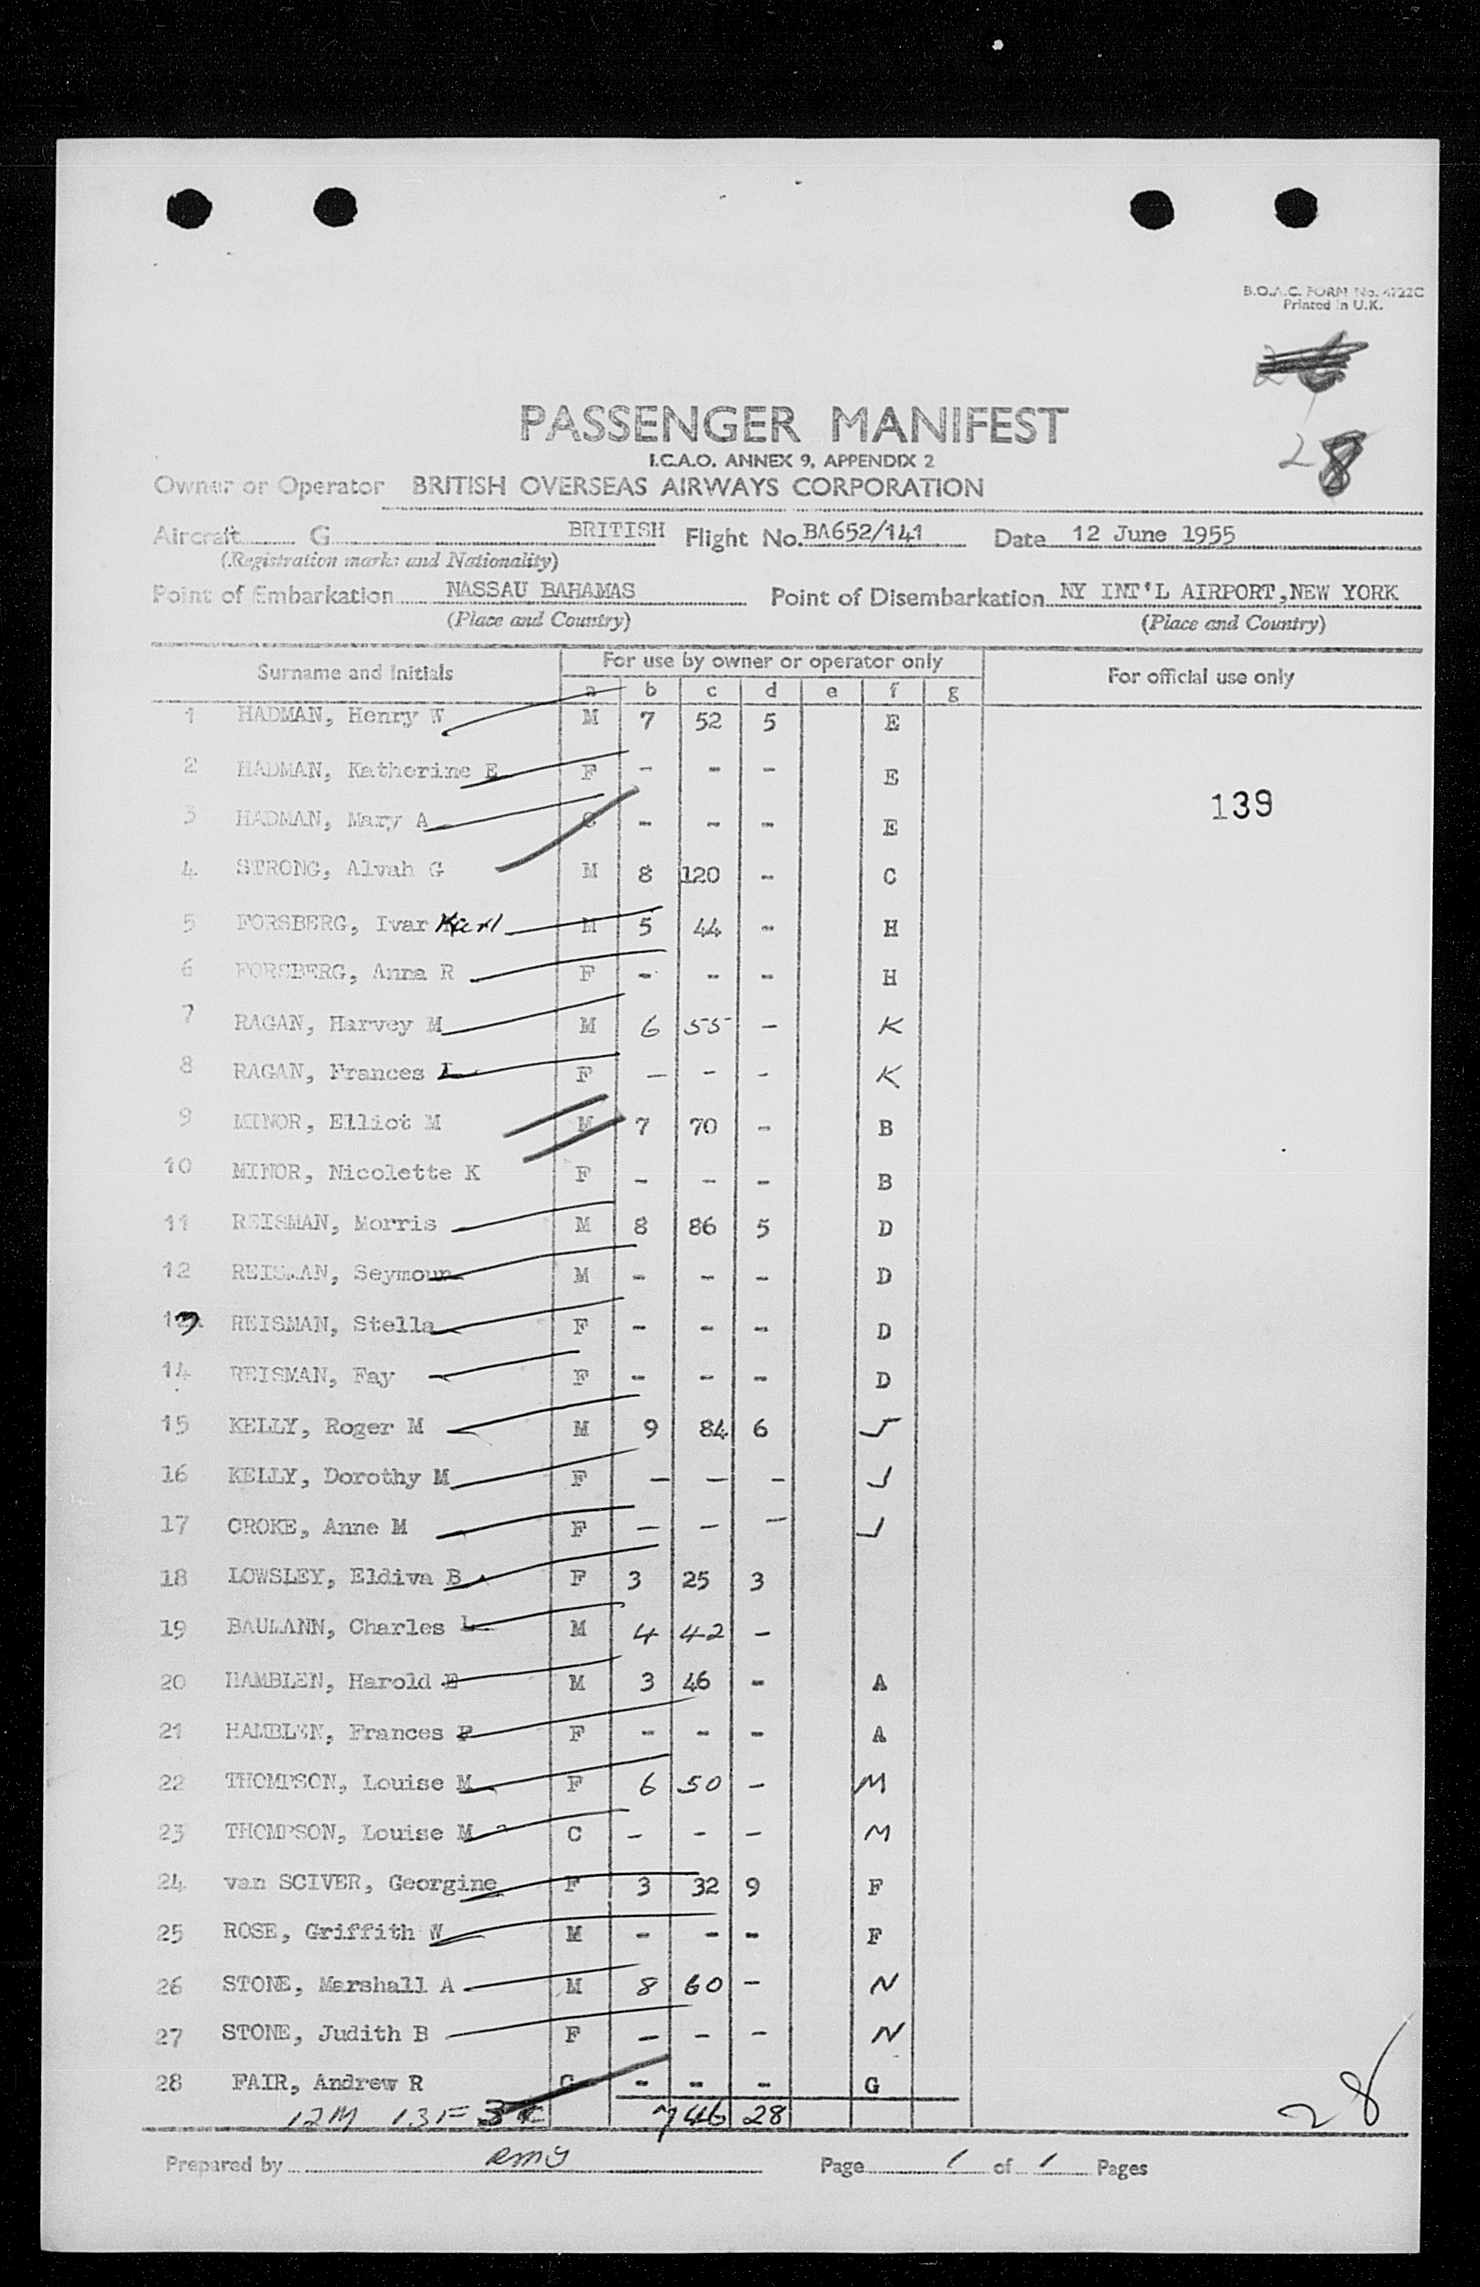 B.O.A.C. FORM No. 4722C
Printed in U.K.
28
PASSENGER MANIFEST
I.C.A.O. ANNEX 9, APPENDIX 2
Owner or Operator BRITISH OVERSEAS AIRWAYS CORPORATION
Aircraft G BRITISH Flight No. BA652/141 Date 12 June 1955
(Registration marks and Nationality)
Point of Embarkation NASSAU BAHAMAS Point of Disembarkation NY INT'L AIRPORT, NEW YORK
(Place and Country) (Place and Country)
Surname and Initials For use by owner or operator only For official use only
a b c d e f g
1 HADMAN, Henry W M 7 52 5 E
2 HADMAN, Katherine E F - - - E
139
3 HADMAN, Mary A C - - - E
4 STRONG, Alvah G M 8 120 - C
5 FORSBERG, Ivar Karl M 5 44 - H
6 FORSBERG, Anna R F - - - H
7 RAGAN, Harvey M M 6 55 - K
8 RAGAN, Frances L F - - - K
9 MINOR, Elliot M M 7 70 - B
10 MINOR, Nicolette K F - - - B
11 REISMAN, Morris M 8 86 5 D
12 REISMAN, Seymour M - - - D
13 REISMAN, Stella F - - - D
14 REISMAN, Fay F - - - D
15 KELLY, Roger M M 9 84 6 J
16 KELLY, Dorothy M F - - - J
17 CROKE, Anne M F - - - J
18 LOWSLEY, Eldiva B F 3 25 3
19 BAUMANN, Charles L M 4 42 -
20 HAMBLEN, Harold E M 3 46 - A
21 HAMBLEN, Frances F F - - - A
22 THOMPSON, Louise M F 6 50 - M
23 THOMPSON, Louise M C - - - M
24 van SCIVER, Georgine F 3 32 9 F
25 ROSE, Griffith W M - - - F
26 STONE, Marshall A M 8 60 - N
27 STONE, Judith B F - - - N
28 FAIR, Andrew R C - - - G
12M 13F 3C 746 28 28
Prepared by RMG Page 1 of 1 Pages